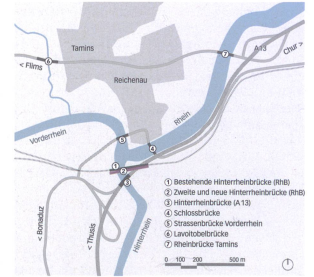 Tamins
A13
Chur >
< Flims
Reichenau
Rhein
Vorderrhein
< Bonaduz
< Thusis
Hinterrhein
① Bestehende Hinterrheinbrücke (RhB)
② Zweite und neue Hinterrheinbrücke (RhB)
③ Hinterrheinbrücke (A13)
④ Schlossbrücke
⑤ Strassenbrücke Vorderrhein
⑥ Lavoitobelbrücke
⑦ Rheinbrücke Tamins
0 100 200 500 m
⑦
⑥
⑤
④
①
②
③